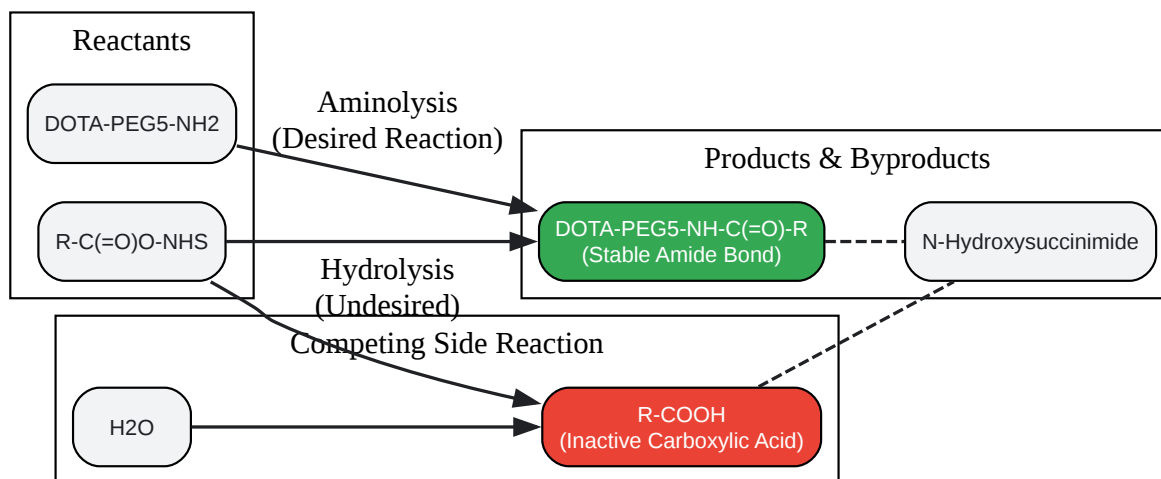 Reactants
DOTA-PEG5-NH2
R-C(=O)O-NHS
Aminolysis
(Desired Reaction)
Products & Byproducts
DOTA-PEG5-NH-C(=O)-R
(Stable Amide Bond)
N-Hydroxysuccinimide
Hydrolysis
(Undesired)
Competing Side Reaction
H2O
R-COOH
(Inactive Carboxylic Acid)